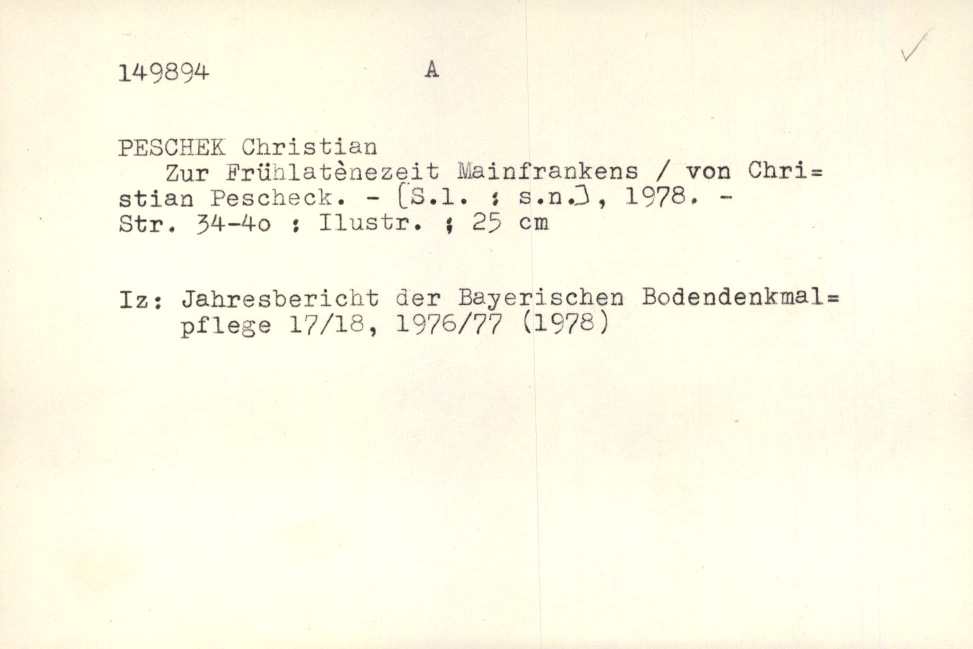 149894 A
PESCHEK Christian
Zur Frühlatènezeit Mainfrankens / von Chri=
stian Pescheck. - [S.l. : s.n.], 1978. -
Str. 34-4o : Ilustr. ; 25 cm
Iz: Jahresbericht der Bayerischen Bodendenkmal=
pflege 17/18, 1976/77 (1978)